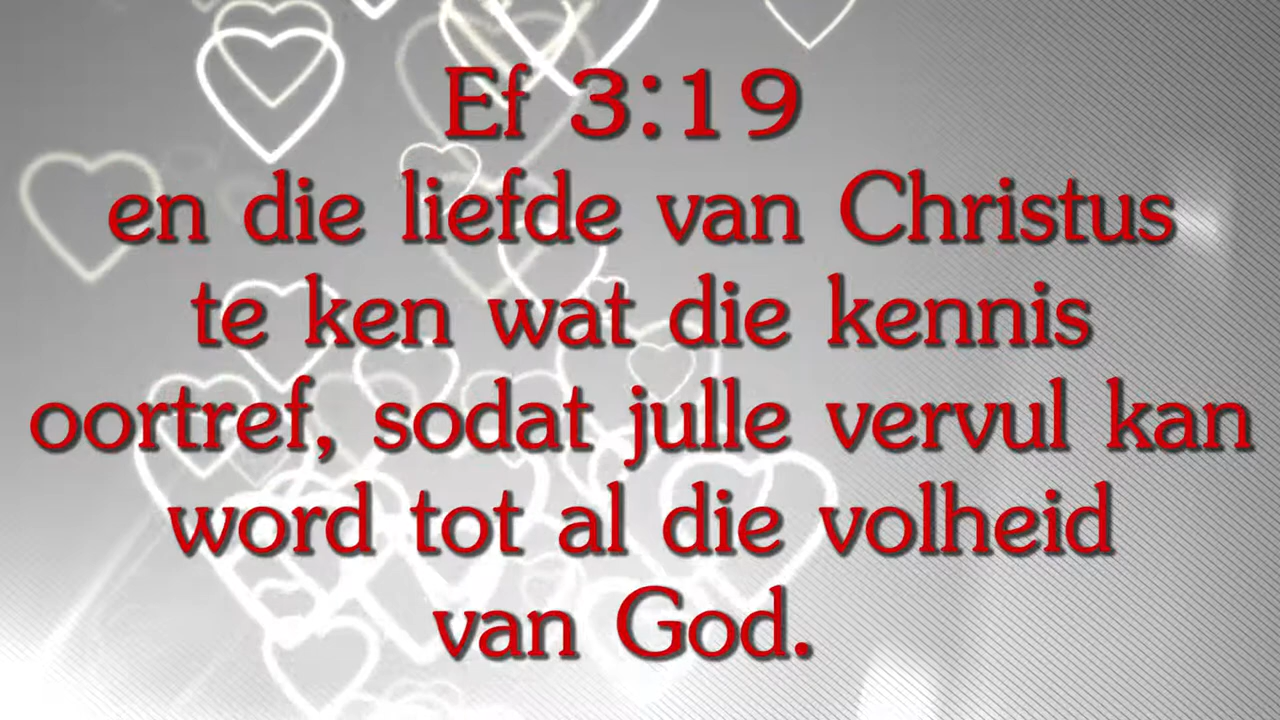 Ef 3:19
en die liefde van Christus
te ken wat die kennis
oortref, sodat julle vervul kan
word tot al die volheid
van God.